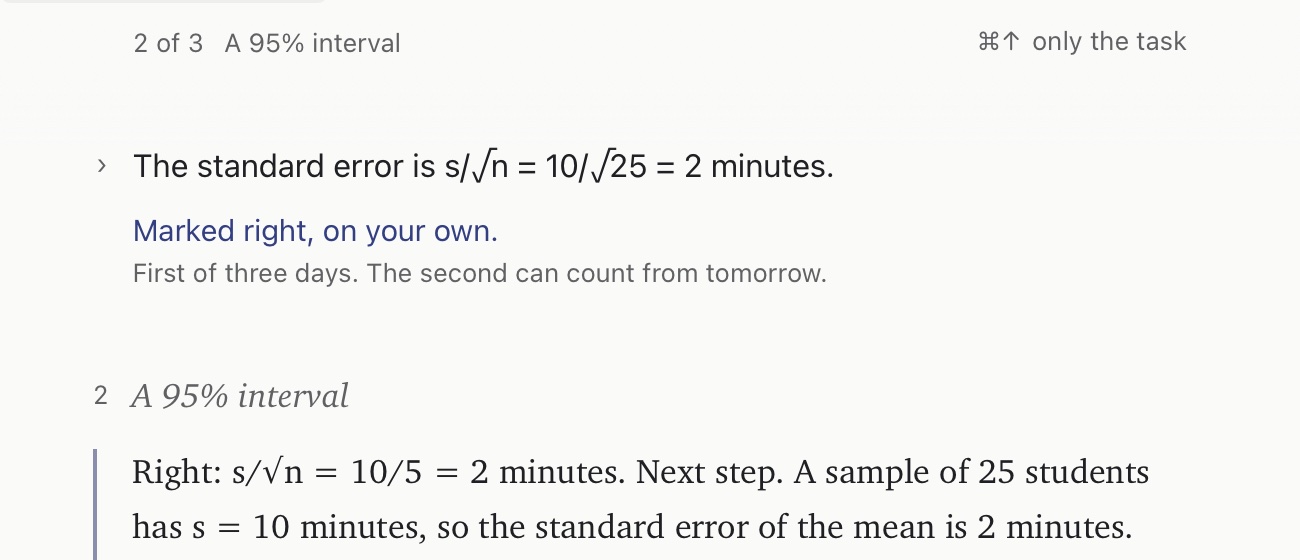 2 of 3 A 95% interval
⌘↑ only the task
› The standard error is s/√n = 10/√25 = 2 minutes.
Marked right, on your own.
First of three days. The second can count from tomorrow.
2 A 95% interval
Right: s/√n = 10/5 = 2 minutes. Next step. A sample of 25 students
has s = 10 minutes, so the standard error of the mean is 2 minutes.